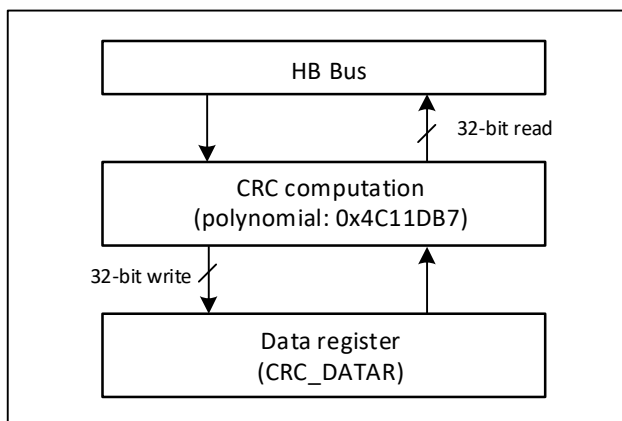 HB Bus
32-bit read
CRC computation
(polynomial: 0x4C11DB7)
32-bit write
Data register
(CRC_DATAR)